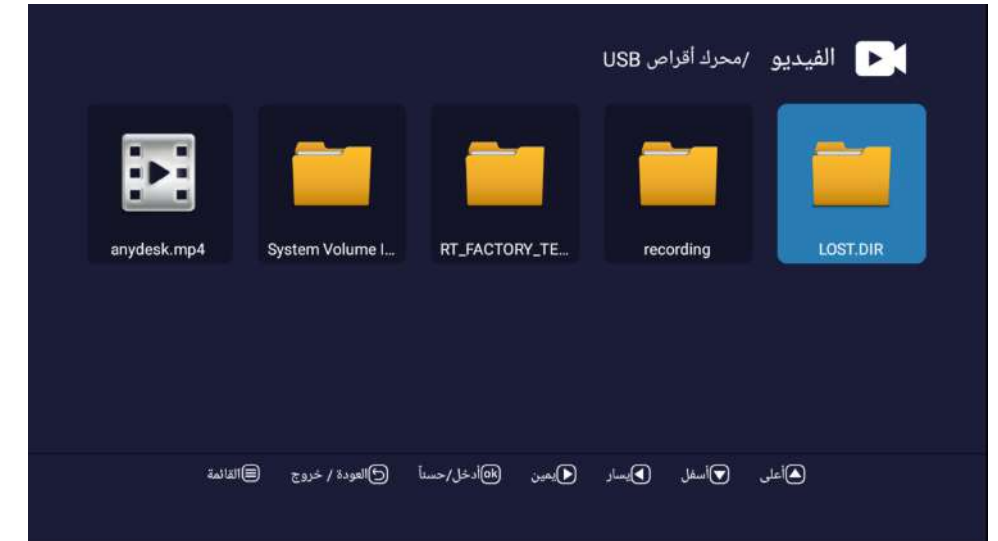 الفيديو /محرك أقراص USB
LOST.DIR
recording
RT_FACTORY_TE...
System Volume I...
anydesk.mp4
أعلى أسفل يسار يمين ok أدخل/حسناً العودة / خروج القائمة